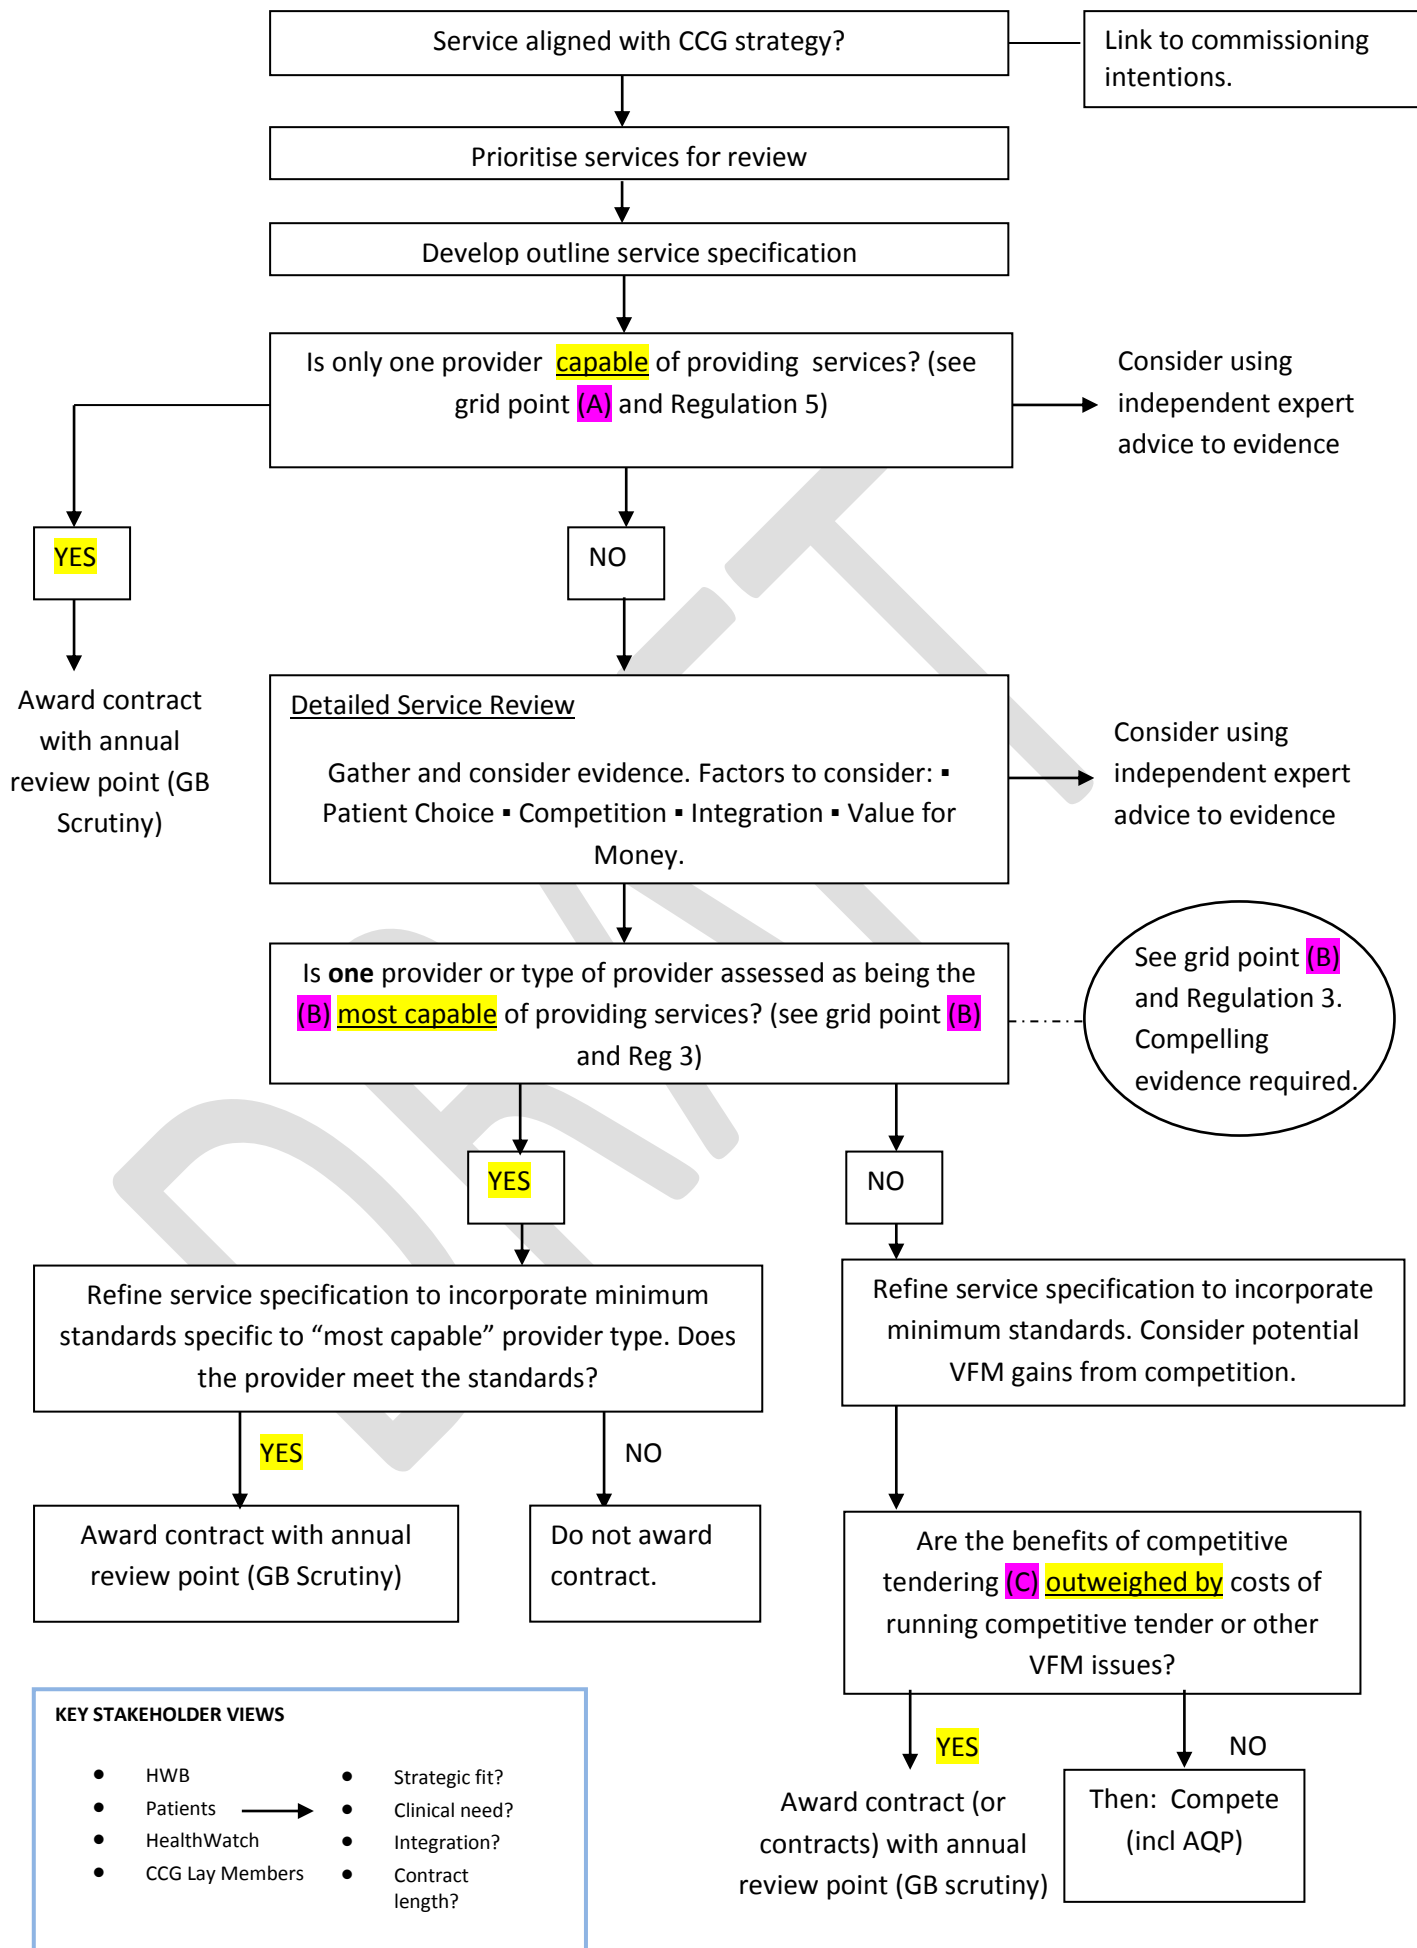 Service aligned with CCG strategy?
Link to commissioning
intentions.
Prioritise services for review
Develop outline service specification
Is only one provider capable of providing services? (see
grid point (A) and Regulation 5)
Consider using
independent expert
advice to evidence
YES
NO
Award contract
with annual
review point (GB
Scrutiny)
Detailed Service Review
Gather and consider evidence. Factors to consider: ▪
Patient Choice ▪ Competition ▪ Integration ▪ Value for
Money.
Consider using
independent expert
advice to evidence
Is one provider or type of provider assessed as being the
(B) most capable of providing services? (see grid point (B)
and Reg 3)
See grid point (B)
and Regulation 3.
Compelling
evidence required.
YES
NO
Refine service specification to incorporate minimum
standards specific to “most capable” provider type. Does
the provider meet the standards?
Refine service specification to incorporate
minimum standards. Consider potential
VFM gains from competition.
YES
NO
Award contract with annual
review point (GB Scrutiny)
Do not award
contract.
Are the benefits of competitive
tendering (C) outweighed by costs of
running competitive tender or other
VFM issues?
YES
NO
Award contract (or
contracts) with annual
review point (GB scrutiny)
Then: Compete
(incl AQP)
KEY STAKEHOLDER VIEWS
● HWB
● Patients
● HealthWatch
● CCG Lay Members
● Strategic fit?
● Clinical need?
● Integration?
● Contract
length?
DRAFT